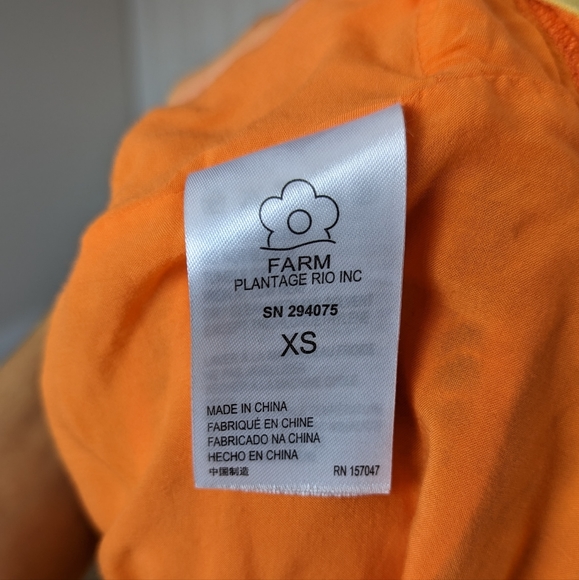 FARM
PLANTAGE RIO INC
SN 294075
XS
MADE IN CHINA
FABRIQUÉ EN CHINE
FABRICADO NA CHINA
HECHO EN CHINA
中国制造 RN 157047